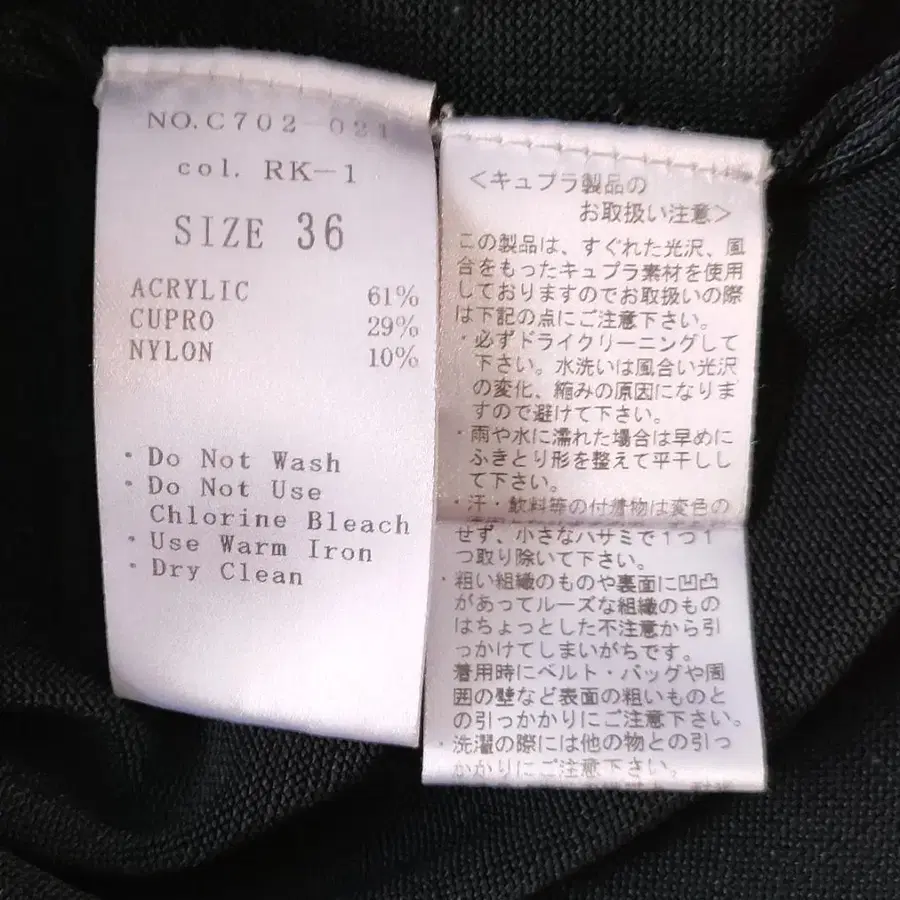 NO.C702-021
col. RK-1
SIZE 36
ACRYLIC 61%
CUPRO 29%
NYLON 10%
・Do Not Wash
・Do Not Use
Chlorine Bleach
・Use Warm Iron
・Dry Clean
<キュプラ製品の
お取扱い注意>
この製品は、すぐれた光沢、風
合をもったキュプラ素材を使用
しておりますのでお取扱いの際
は下記の点にご注意下さい。
・必ずドライクリーニングして
下さい。水洗いは風合い光沢
の変化、縮みの原因になりま
すので避けて下さい。
・雨や水に濡れた場合は早めに
ふきとり形を整えて平干しし
て下さい。
・汗・飲料等の付着物は変色の
せず、小さなハサミで1つ1
つ取り除いて下さい。
・粗い組織のものや裏面に凹凸
があってルーズな組織のもの
はちょっとした不注意から引
っかけてしまいがちです。
着用時にベルト・バッグや周
囲の壁など表面の粗いものと
の引っかかりにご注意下さい。
・洗濯の際には他の物との引っ
かかりにご注意下さい。